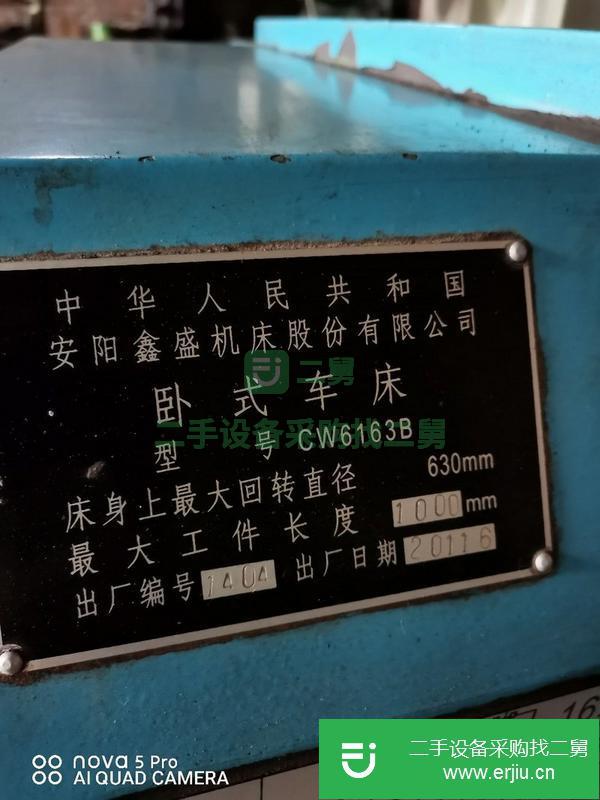 中华人民共和国
安阳鑫盛机床股份有限公司
二舅
卧式车床
二手设备采购找二舅
型号 CW6163B
床身上最大回转直径 630mm
最大工件长度 1000 mm
出厂编号 1404 出厂日期 20116
16
nova 5 Pro
AI QUAD CAMERA
二手设备采购找二舅
www.erjiu.cn